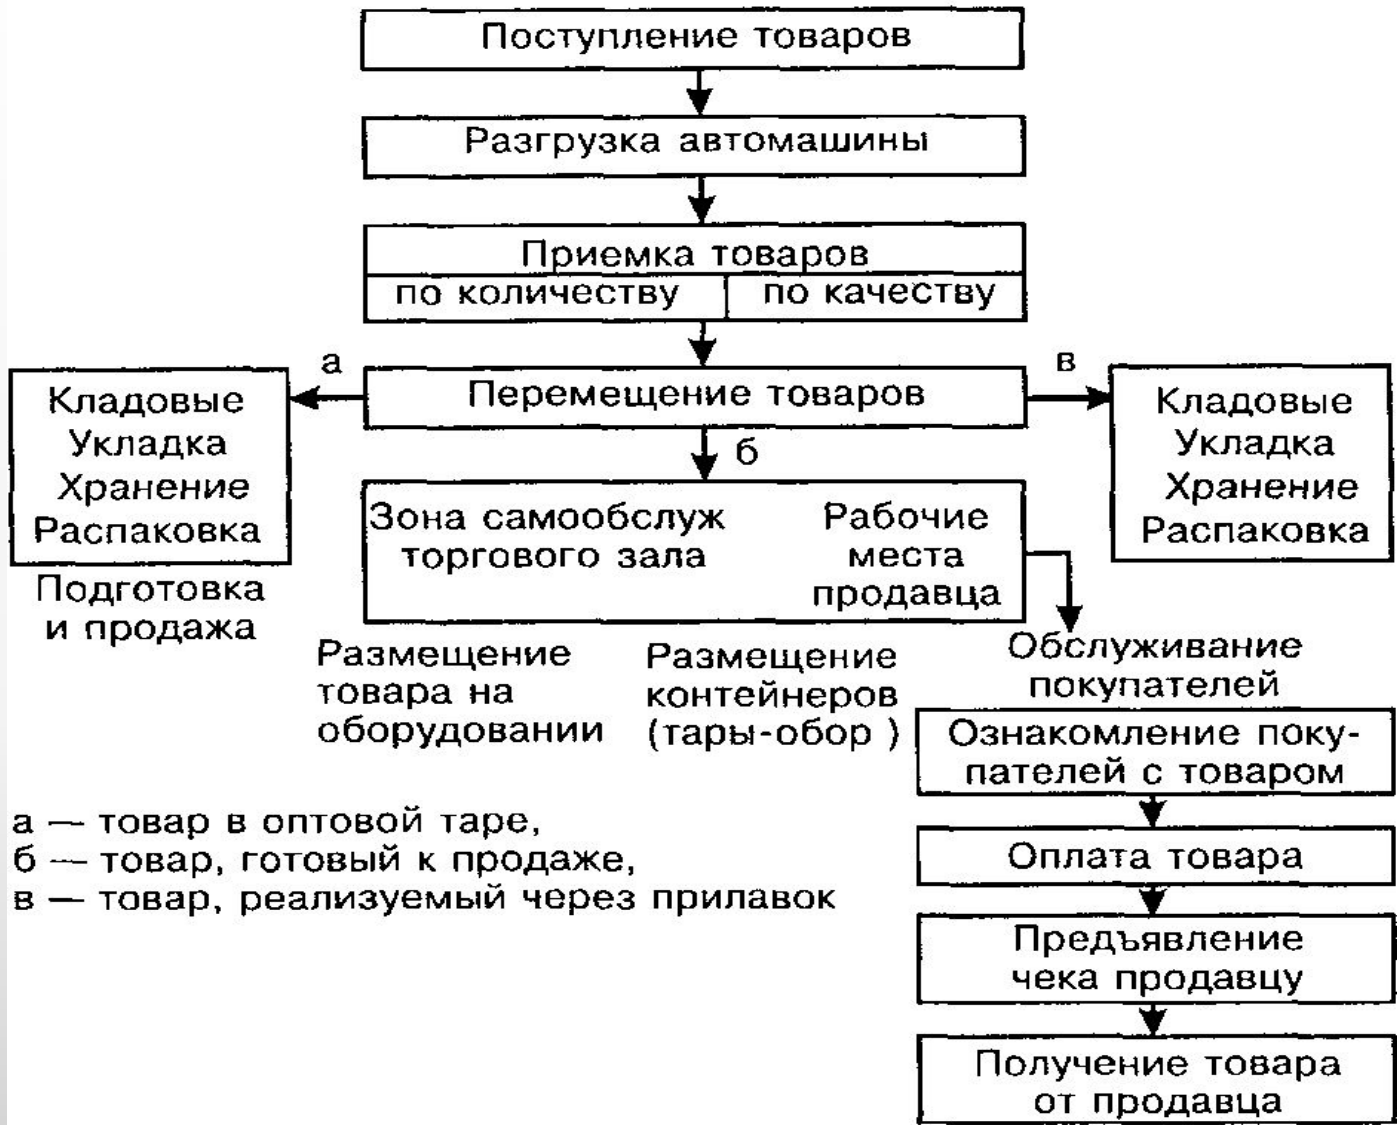 Поступление товаров
Разгрузка автомашины
Приемка товаров
по количеству
по качеству
а
Перемещение товаров
в
б
Кладовые
Укладка
Хранение
Распаковка
Подготовка
и продажа
Зона самообслуж
торгового зала
Рабочие
места
продавца
Кладовые
Укладка
Хранение
Распаковка
Размещение
товара на
оборудовании
Размещение
контейнеров
(тары-обор )
Обслуживание
покупателей
Ознакомление поку-
пателей с товаром
Оплата товара
Предъявление
чека продавцу
Получение товара
от продавца
а — товар в оптовой таре,
б — товар, готовый к продаже,
в — товар, реализуемый через прилавок